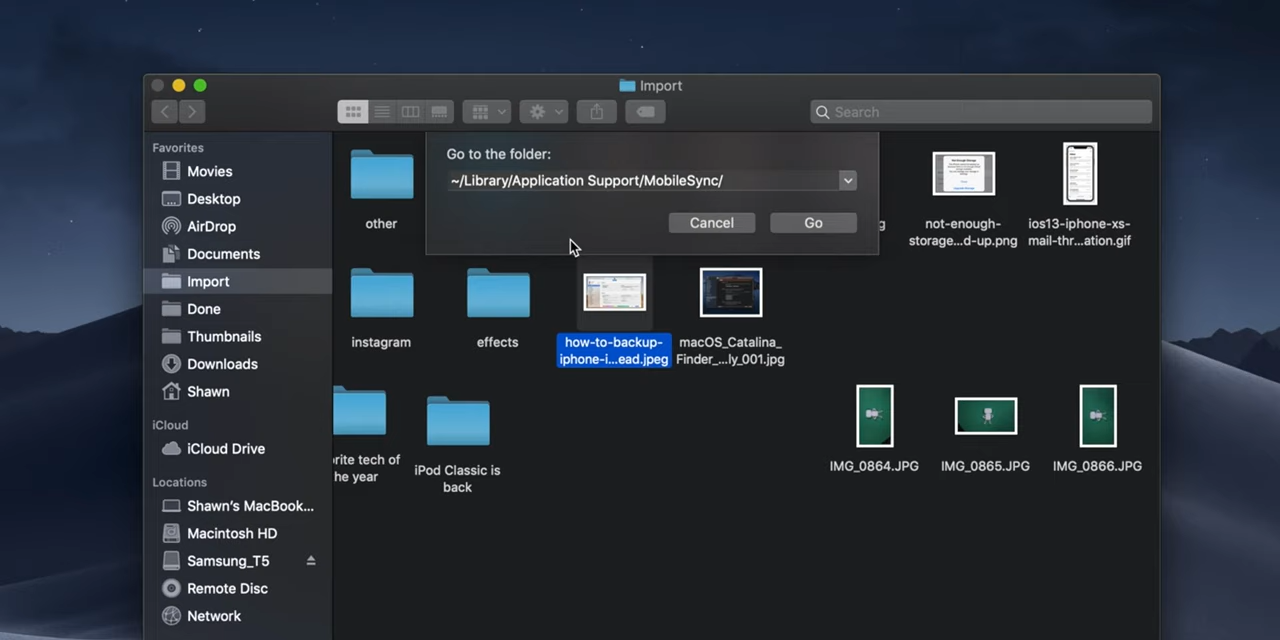 Import
Search
Favorites
Movies
Desktop
AirDrop
Documents
Import
Done
Thumbnails
Downloads
Shawn
iCloud
iCloud Drive
Locations
Shawn's MacBook...
Macintosh HD
Samsung_T5
Remote Disc
Network
Go to the folder:
~/Library/Application Support/MobileSync/
Cancel
Go
other
g
not-enough-
storage...d-up.png
ios13-iphone-xs-
mail-thr...ation.gif
instagram
effects
how-to-backup-
iphone-i...ead.jpeg
macOS_Catalina_
Finder_...ly_001.jpg
rite tech of
he year
iPod Classic is
back
IMG_0864.JPG
IMG_0865.JPG
IMG_0866.JPG